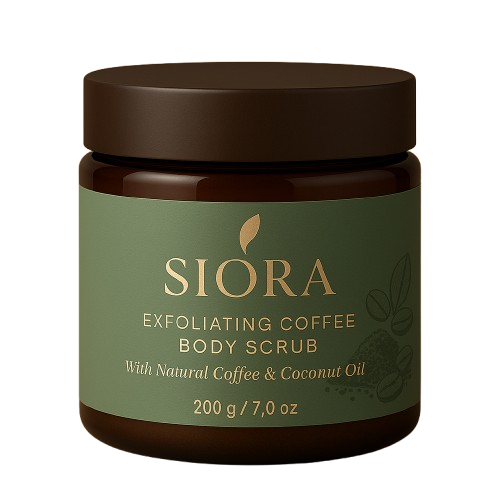 SIORA
EXFOLIATING COFFEE
BODY SCRUB
With Natural Coffee & Coconut Oil
200 g / 7,0 oz